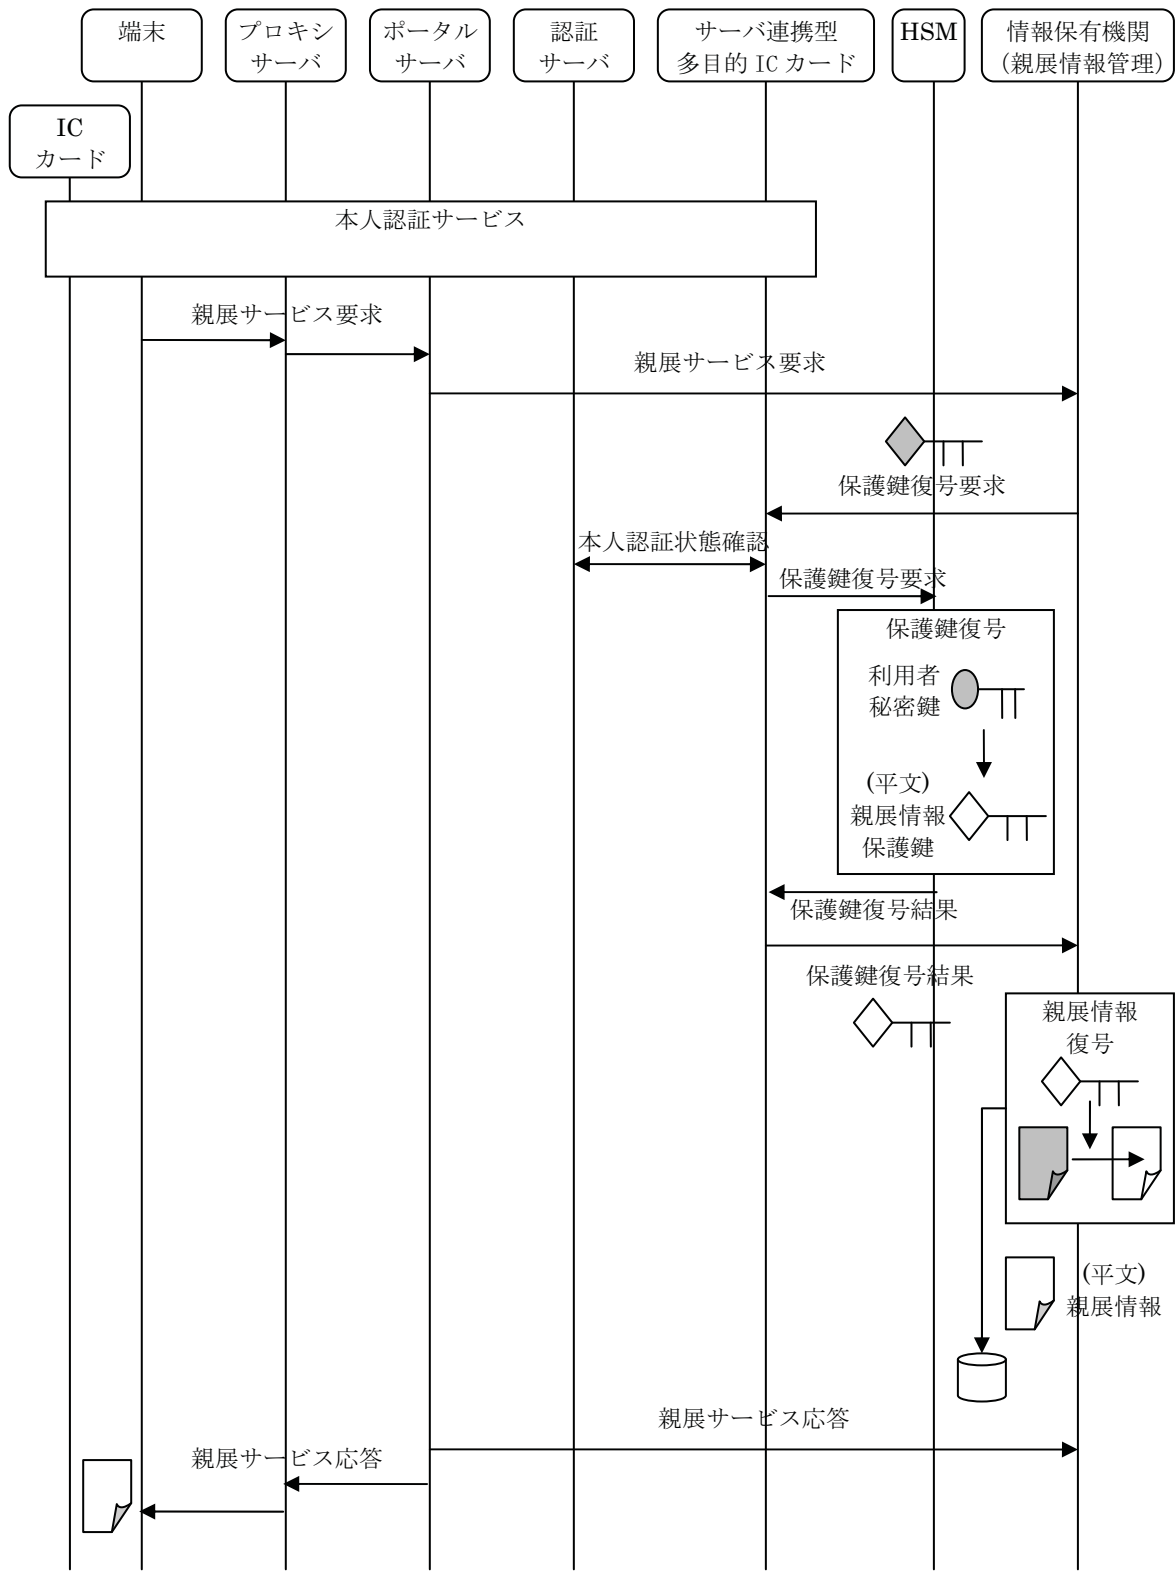 端末
プロキシ
サーバ
ポータル
サーバ
認証
サーバ
サーバ連携型
多目的 IC カード
HSM
情報保有機関
(親展情報管理)
IC
カード
本人認証サービス
親展サービス要求
親展サービス要求
保護鍵復号要求
本人認証状態確認
保護鍵復号要求
保護鍵復号
利用者
秘密鍵
(平文)
親展情報
保護鍵
保護鍵復号結果
保護鍵復号結果
親展情報
復号
(平文)
親展情報
親展サービス応答
親展サービス応答